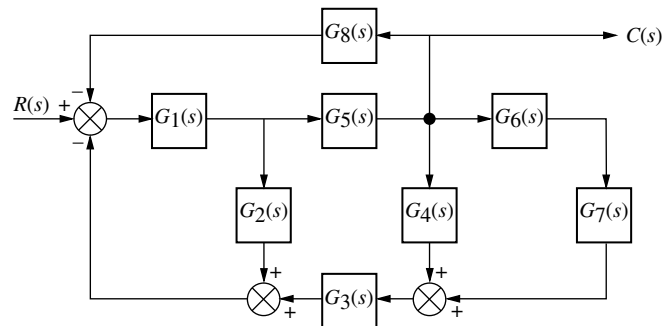 G8(s)
C(s)
−
R(s) +
G1(s)
G5(s)
G6(s)
−
G2(s)
G4(s)
G7(s)
+
+
G3(s)
+
+